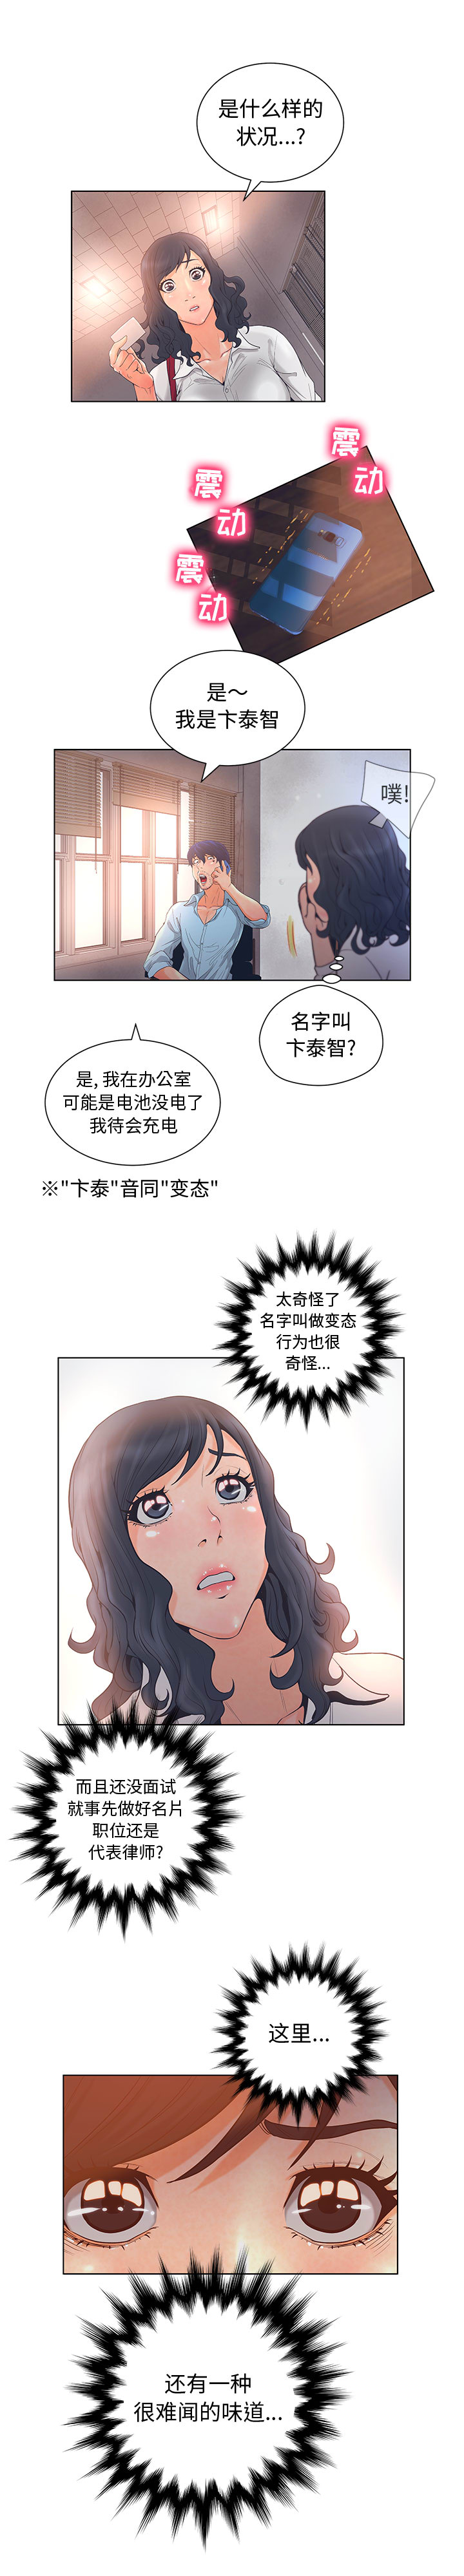 是什么样的
状况...?
震
动
震
动
震
动
是～
我是卞泰智
噗!
名字叫
卞泰智?
是, 我在办公室
可能是电池没电了
我待会充电
※"卞泰"音同"变态"
太奇怪了
名字叫做变态
行为也很
奇怪...
而且还没面试
就事先做好名片
职位还是
代表律师?
这里...
还有一种
很难闻的味道...